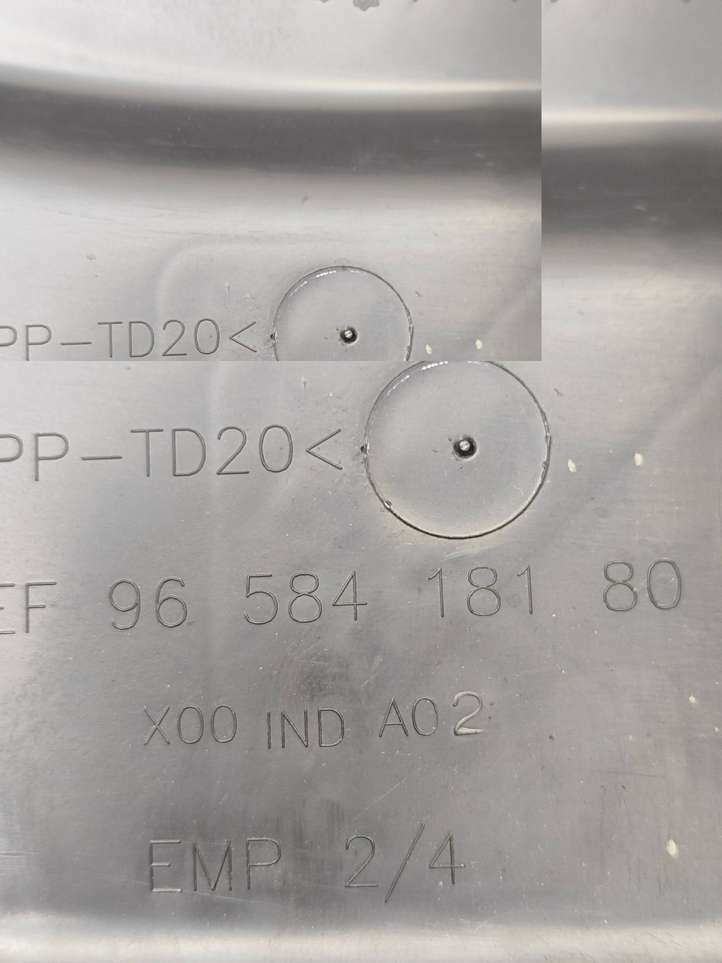 PP-TD20<
PP-TD20<
EF 96 584 181 80
X00 IND A02
EMP 2/4